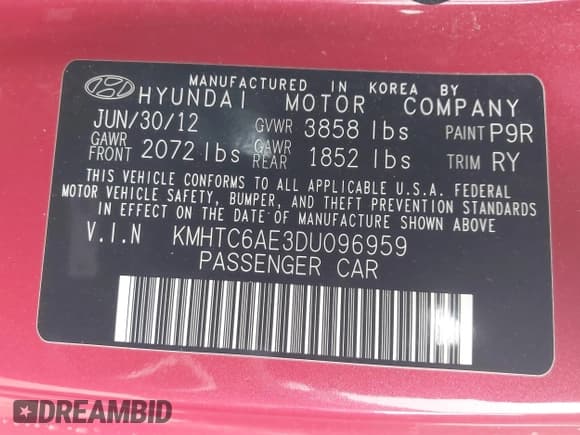 MANUFACTURED IN KOREA BY
HYUNDAI MOTOR COMPANY
JUN/30/12 GVWR 3858 lbs PAINT P9R
GAWR FRONT 2072 lbs GAWR REAR 1852 lbs TRIM RY
THIS VEHICLE CONFORMS TO ALL APPLICABLE U.S.A. FEDERAL
MOTOR VEHICLE SAFETY, BUMPER, AND THEFT PREVENTION STANDARDS
IN EFFECT ON THE DATE OF MANUFACTURE SHOWN ABOVE
V.I.N KMHTC6AE3DU096959
PASSENGER CAR
DREAMBID